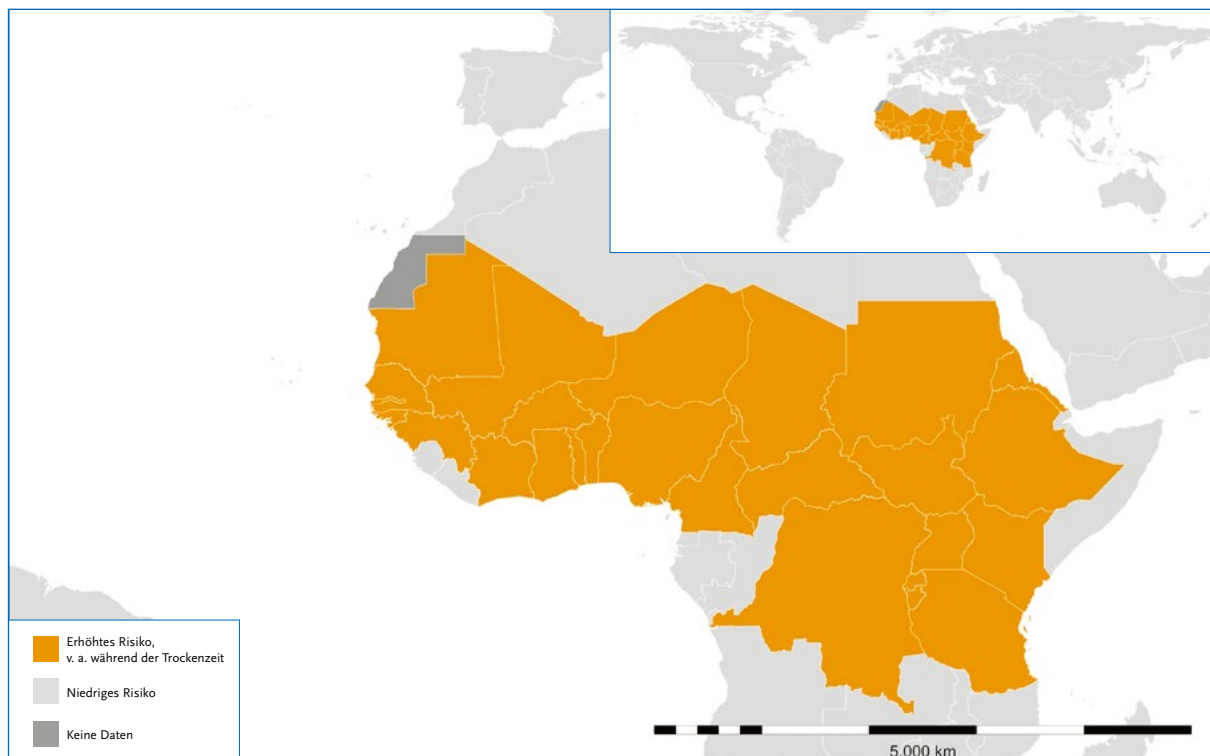 Erhöhtes Risiko,
v. a. während der Trockenzeit
Niedriges Risiko
Keine Daten
5.000 km